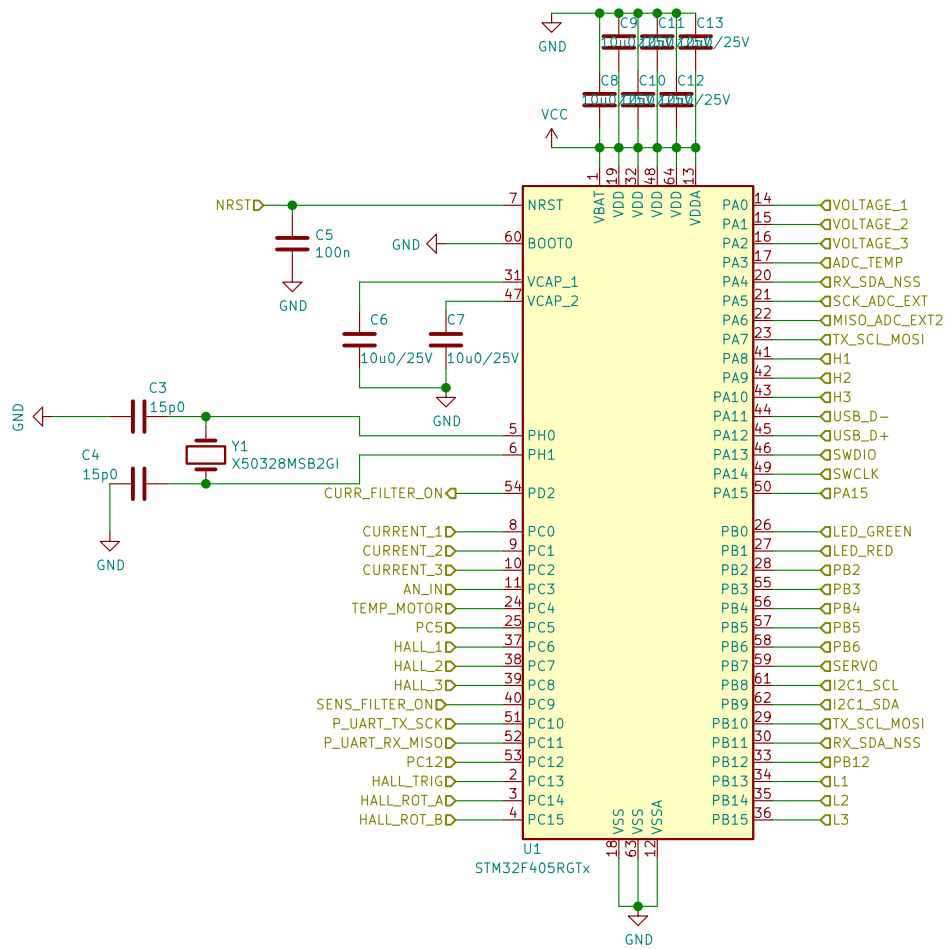 C9
C11
C13
10u0/25V
10u0/25V
10u0/25V
GND
C8
C10
C12
10u0/25V
10u0/25V
10u0/25V
VCC
1
19
32
48
64
13
VBAT
VDD
VDD
VDD
VDD
VDDA
NRST
7
NRST
C5
100n
GND
GND
60
BOOT0
31
VCAP_1
47
VCAP_2
C6
10u0/25V
C7
10u0/25V
GND
C3
15p0
GND
Y1
X50328MSB2GI
C4
15p0
GND
5
PH0
6
PH1
CURR_FILTER_ON
54
PD2
CURRENT_1
8
PC0
CURRENT_2
9
PC1
CURRENT_3
10
PC2
AN_IN
11
PC3
TEMP_MOTOR
24
PC4
PC5
25
PC5
HALL_1
37
PC6
HALL_2
38
PC7
HALL_3
39
PC8
SENS_FILTER_ON
40
PC9
P_UART_TX_SCK
51
PC10
P_UART_RX_MISO
52
PC11
PC12
53
PC12
HALL_TRIG
2
PC13
HALL_ROT_A
3
PC14
HALL_ROT_B
4
PC15
PA0
14
VOLTAGE_1
PA1
15
VOLTAGE_2
PA2
16
VOLTAGE_3
PA3
17
ADC_TEMP
PA4
20
RX_SDA_NSS
PA5
21
SCK_ADC_EXT
PA6
22
MISO_ADC_EXT2
PA7
23
TX_SCL_MOSI
PA8
41
H1
PA9
42
H2
PA10
43
H3
PA11
44
USB_D-
PA12
45
USB_D+
PA13
46
SWDIO
PA14
49
SWCLK
PA15
50
PA15
PB0
26
LED_GREEN
PB1
27
LED_RED
PB2
28
PB2
PB3
55
PB3
PB4
56
PB4
PB5
57
PB5
PB6
58
PB6
PB7
59
SERVO
PB8
61
I2C1_SCL
PB9
62
I2C1_SDA
PB10
29
TX_SCL_MOSI
PB11
30
RX_SDA_NSS
PB12
33
PB12
PB13
34
L1
PB14
35
L2
PB15
36
L3
VSS
VSS
VSSA
18
63
12
U1
STM32F405RGTx
GND